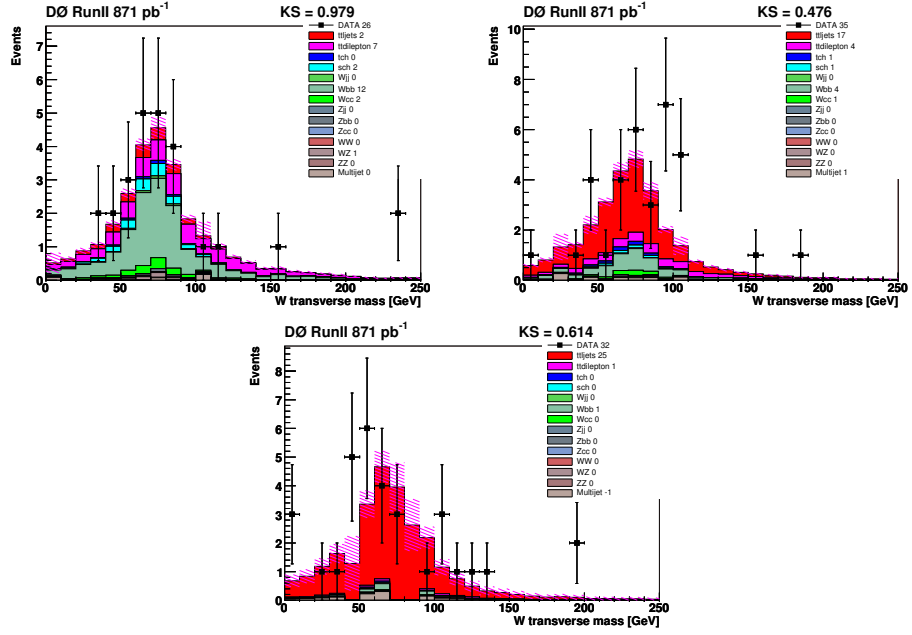 DØ RunII 871 pb-1 KS = 0.979
Events
DATA 26
ttljets 2
ttdilepton 7
tch 0
sch 2
Wjj 0
Wbb 12
Wcc 2
Zjj 0
Zbb 0
Zcc 0
WW 0
WZ 1
ZZ 0
Multijet 0
7
6
5
4
3
2
1
0
0 50 100 150 200 250
W transverse mass [GeV]
DØ RunII 871 pb-1 KS = 0.476
Events
DATA 35
ttljets 17
ttdilepton 4
tch 1
sch 1
Wjj 0
Wbb 4
Wcc 1
Zjj 0
Zbb 0
Zcc 0
WW 0
WZ 0
ZZ 0
Multijet 1
10
8
6
4
2
0
0 50 100 150 200 250
W transverse mass [GeV]
DØ RunII 871 pb-1 KS = 0.614
Events
DATA 32
ttljets 25
ttdilepton 1
tch 0
sch 0
Wjj 0
Wbb 1
Wcc 0
Zjj 0
Zbb 0
Zcc 0
WW 0
WZ 0
ZZ 0
Multijet -1
8
7
6
5
4
3
2
1
0
0 50 100 150 200 250
W transverse mass [GeV]